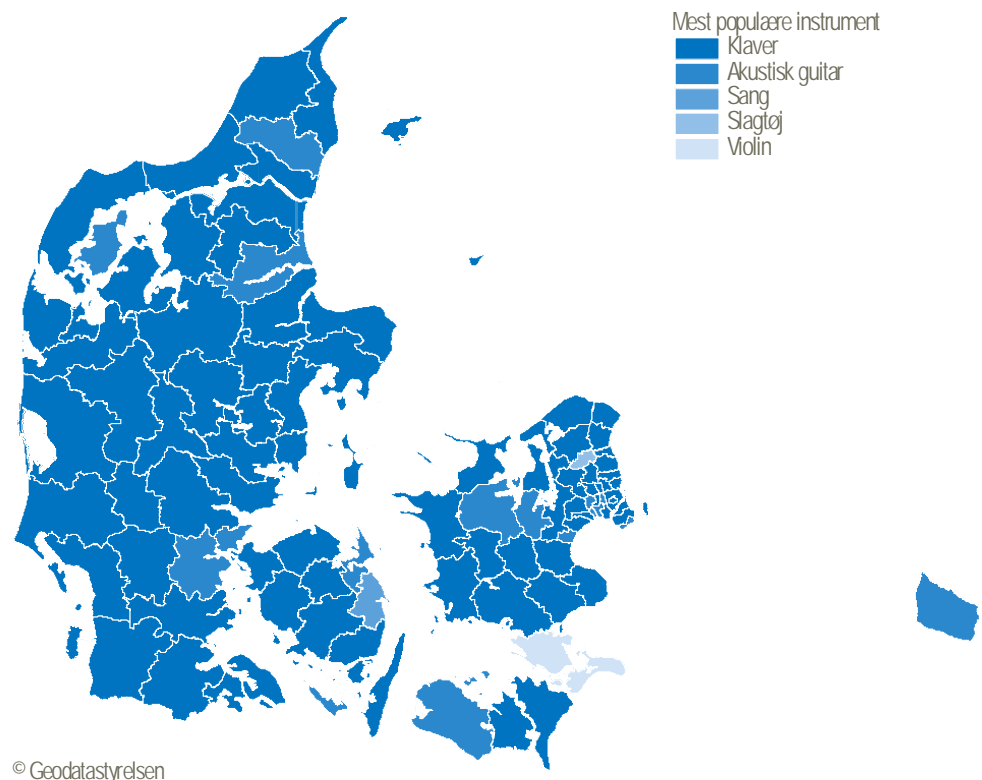 Mest populære instrument
Klaver
Akustisk guitar
Sang
Slagtøj
Violin
© Geodatastyrelsen